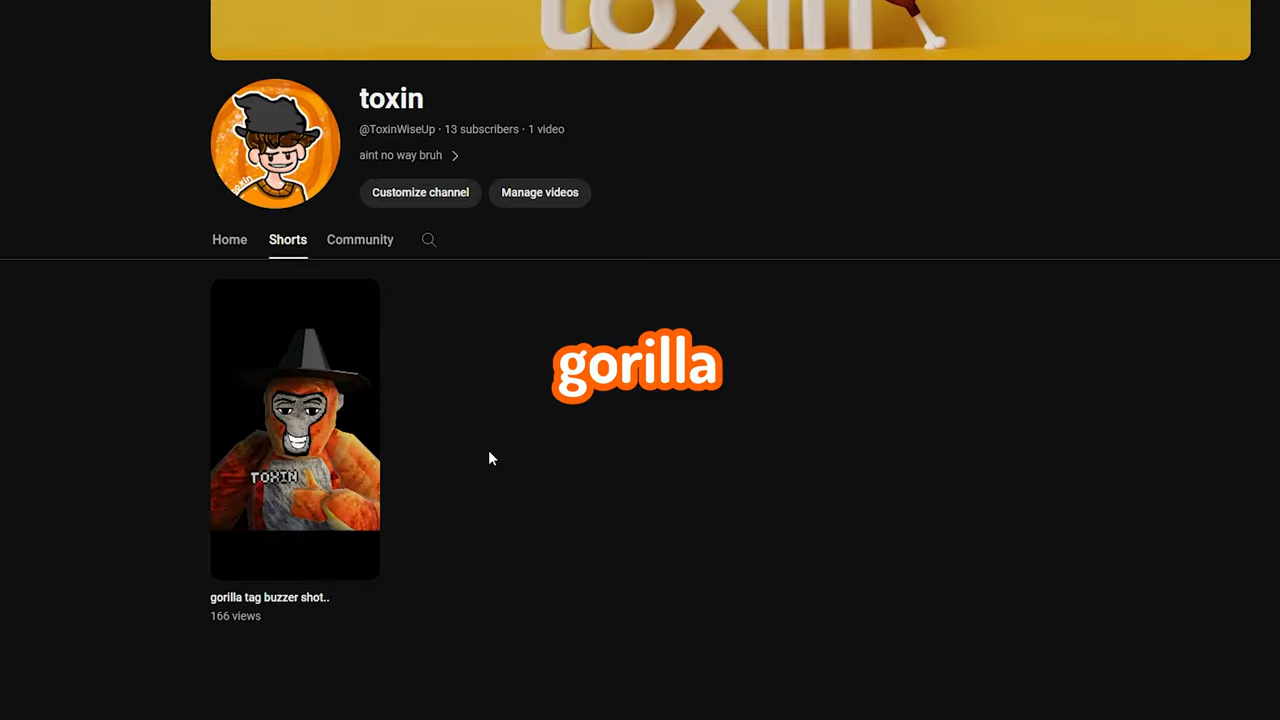 toxin
toxin
@ToxinWiseUp · 13 subscribers · 1 video
aint no way bruh
Customize channel
Manage videos
Home
Shorts
Community
gorilla
TOXIN
gorilla tag buzzer shot..
166 views